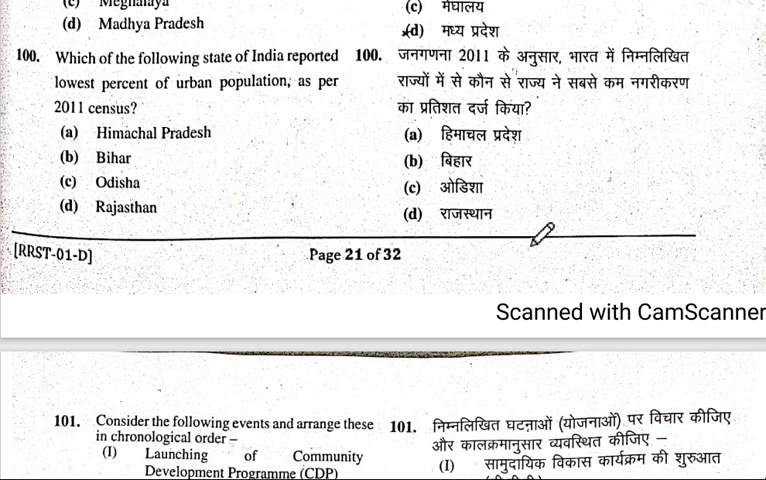 (c) Meghalaya
(d) Madhya Pradesh
100. Which of the following state of India reported
lowest percent of urban population, as per
2011 census?
(a) Himachal Pradesh
(b) Bihar
(c) Odisha
(d) Rajasthan
(c) मेघालय
(d) मध्य प्रदेश
100. जनगणना 2011 के अनुसार, भारत में निम्नलिखित
राज्यों में से कौन से राज्य ने सबसे कम नगरीकरण
का प्रतिशत दर्ज किया?
(a) हिमाचल प्रदेश
(b) बिहार
(c) ओडिशा
(d) राजस्थान
[RRST-01-D]
Page 21 of 32
Scanned with CamScanner
101. Consider the following events and arrange these
in chronological order –
(I) Launching of Community
Development Programme (CDP)
101. निम्नलिखित घटनाओं (योजनाओं) पर विचार कीजिए
और कालक्रमानुसार व्यवस्थित कीजिए –
(I) सामुदायिक विकास कार्यक्रम की शुरुआत